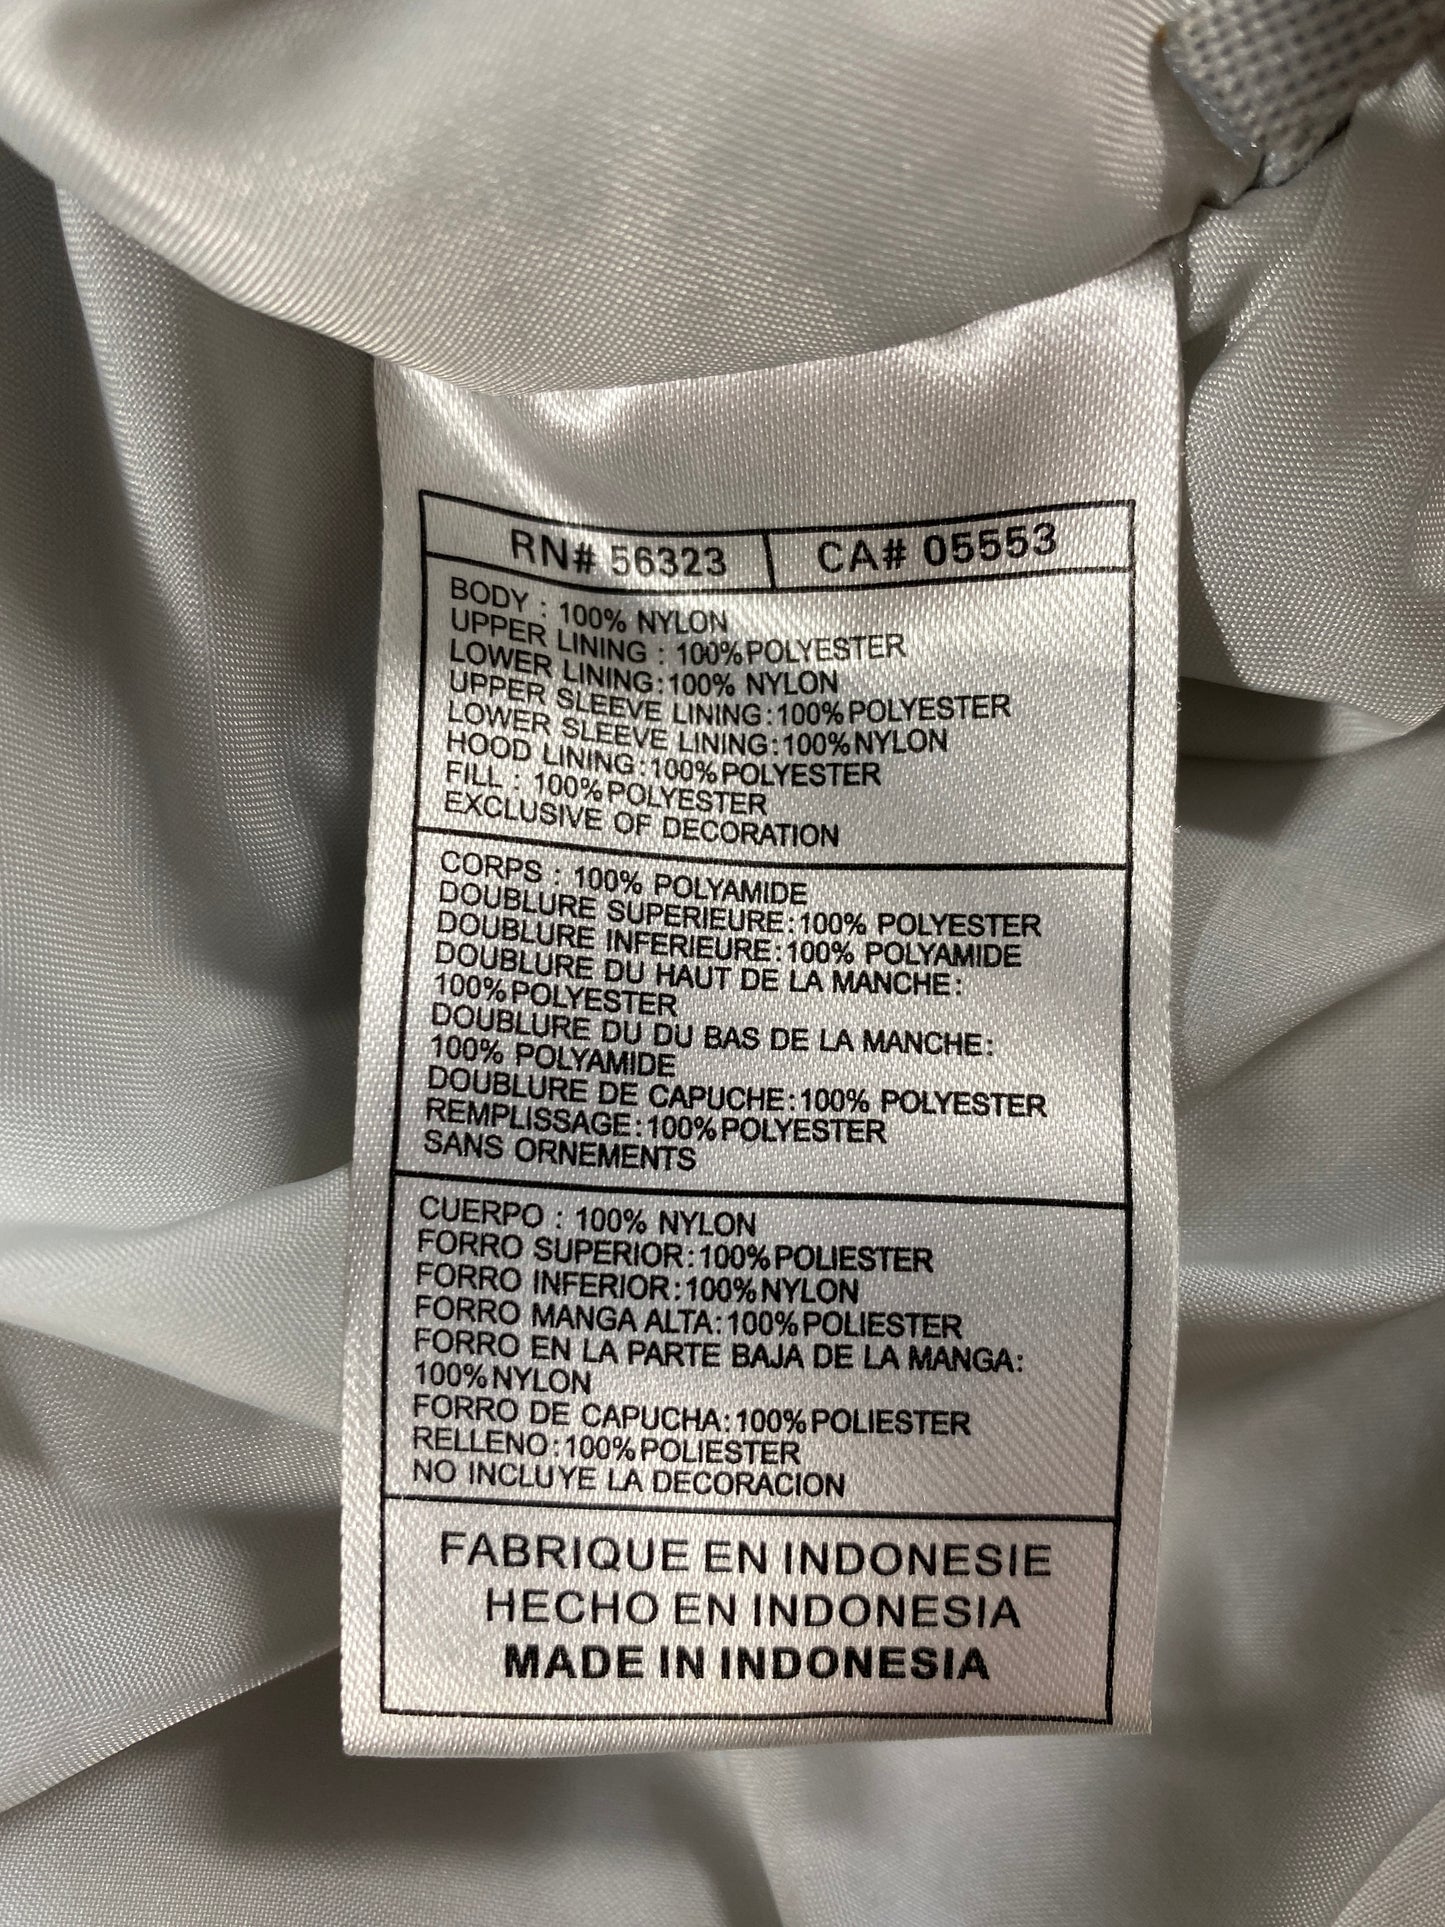 RN# 56323 CA# 05553
BODY : 100% NYLON
UPPER LINING : 100% POLYESTER
LOWER LINING:100% NYLON
UPPER SLEEVE LINING:100% POLYESTER
LOWER SLEEVE LINING:100% NYLON
HOOD LINING:100% POLYESTER
FILL : 100% POLYESTER
EXCLUSIVE OF DECORATION
CORPS : 100% POLYAMIDE
DOUBLURE SUPERIEURE:100% POLYESTER
DOUBLURE INFERIEURE:100% POLYAMIDE
DOUBLURE DU HAUT DE LA MANCHE:
100% POLYESTER
DOUBLURE DU DU BAS DE LA MANCHE:
100% POLYAMIDE
DOUBLURE DE CAPUCHE:100% POLYESTER
REMPLISSAGE:100% POLYESTER
SANS ORNEMENTS
CUERPO : 100% NYLON
FORRO SUPERIOR:100% POLIESTER
FORRO INFERIOR:100% NYLON
FORRO MANGA ALTA:100% POLIESTER
FORRO EN LA PARTE BAJA DE LA MANGA:
100% NYLON
FORRO DE CAPUCHA:100% POLIESTER
RELLENO:100% POLIESTER
NO INCLUYE LA DECORACION
FABRIQUE EN INDONESIE
HECHO EN INDONESIA
MADE IN INDONESIA